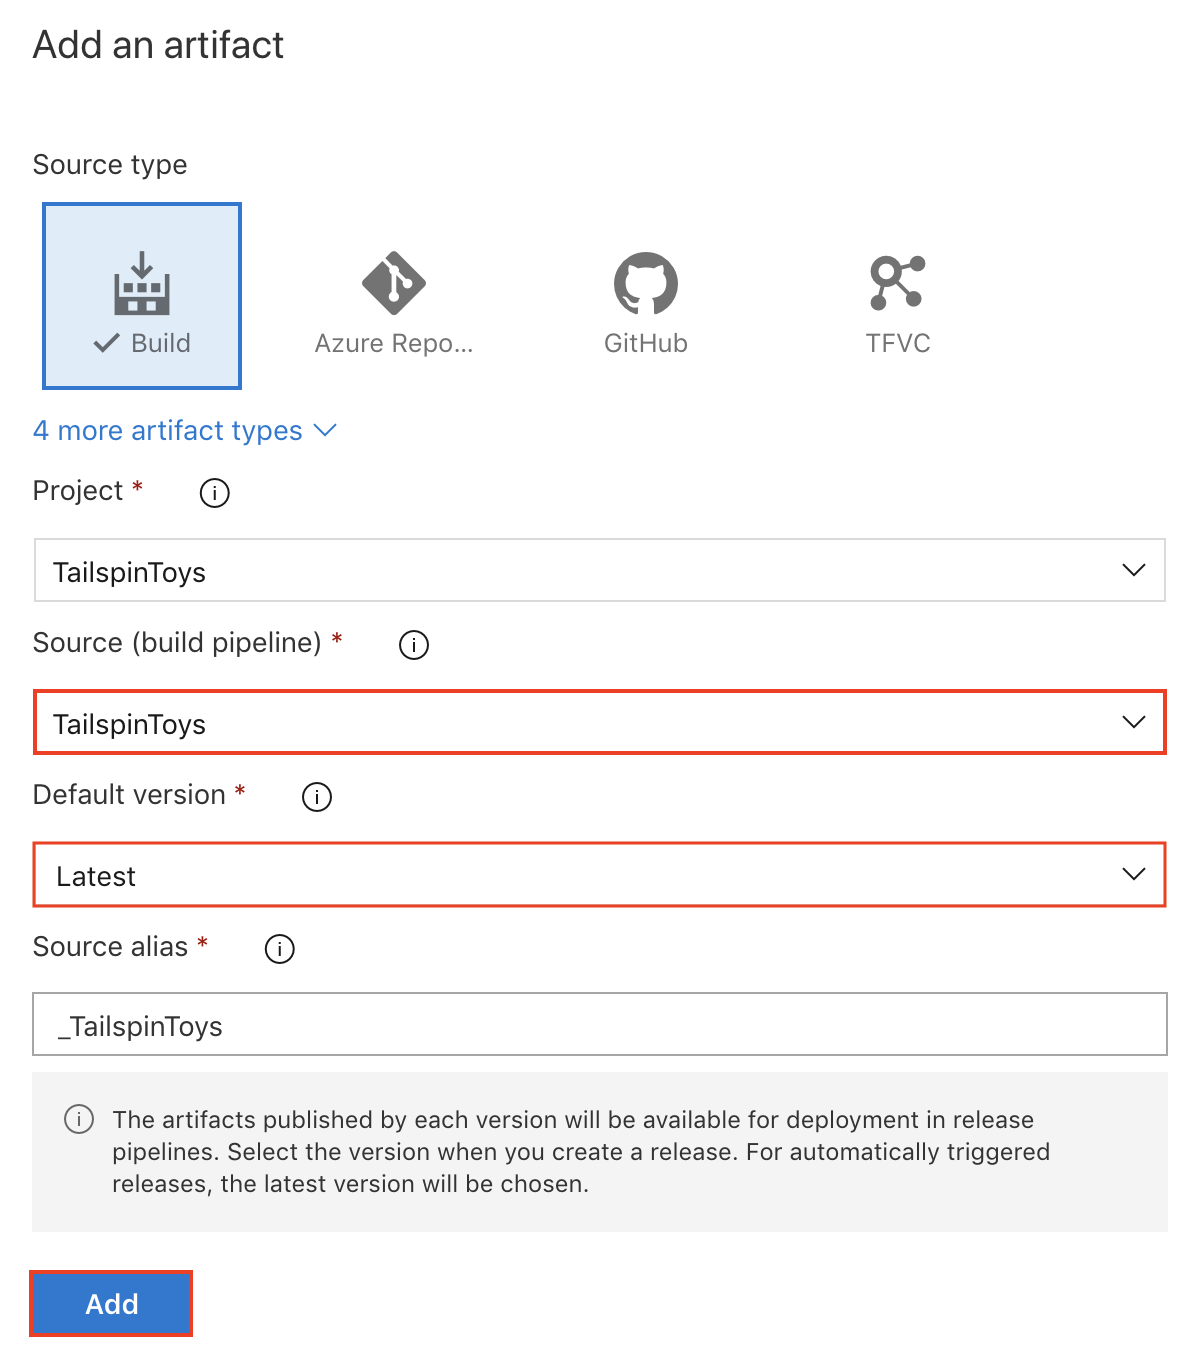 Add an artifact
Source type
Build
Azure Repo...
GitHub
TFVC
4 more artifact types
Project *
TailspinToys
Source (build pipeline) *
TailspinToys
Default version *
Latest
Source alias *
_TailspinToys
The artifacts published by each version will be available for deployment in release
pipelines. Select the version when you create a release. For automatically triggered
releases, the latest version will be chosen.
Add